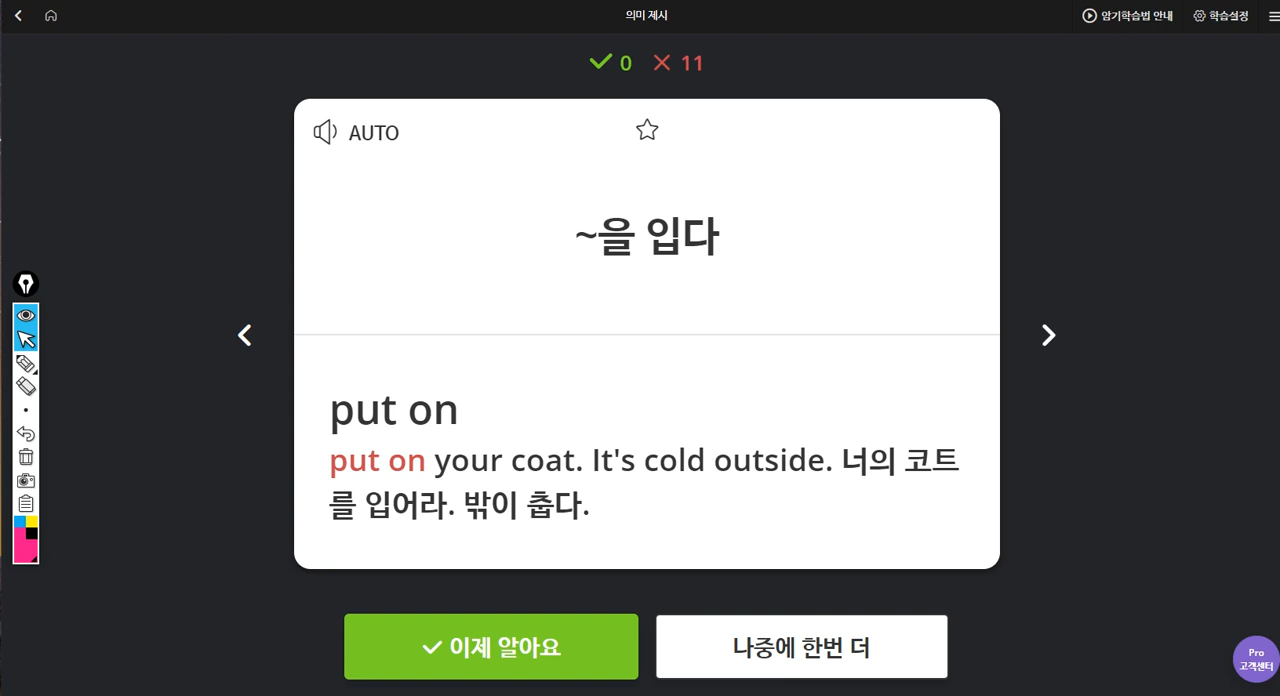 의미 제시
암기학습법 안내
학습설정
0
11
AUTO
~을 입다
put on
put on your coat. It's cold outside. 너의 코트
를 입어라. 밖이 춥다.
이제 알아요
나중에 한번 더
Pro
고객센터